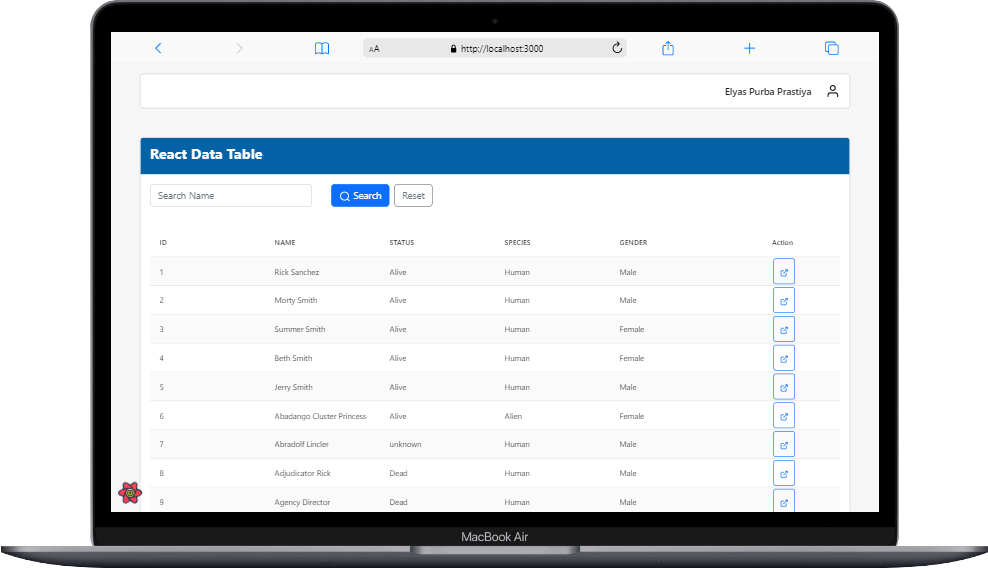 AA http://localhost:3000
Elyas Purba Prastiya
React Data Table
Search Name Search Reset
ID NAME STATUS SPECIES GENDER Action
1 Rick Sanchez Alive Human Male
2 Morty Smith Alive Human Male
3 Summer Smith Alive Human Female
4 Beth Smith Alive Human Female
5 Jerry Smith Alive Human Male
6 Abadango Cluster Princess Alive Alien Female
7 Abradolf Lincler unknown Human Male
8 Adjudicator Rick Dead Human Male
9 Agency Director Dead Human Male
MacBook Air